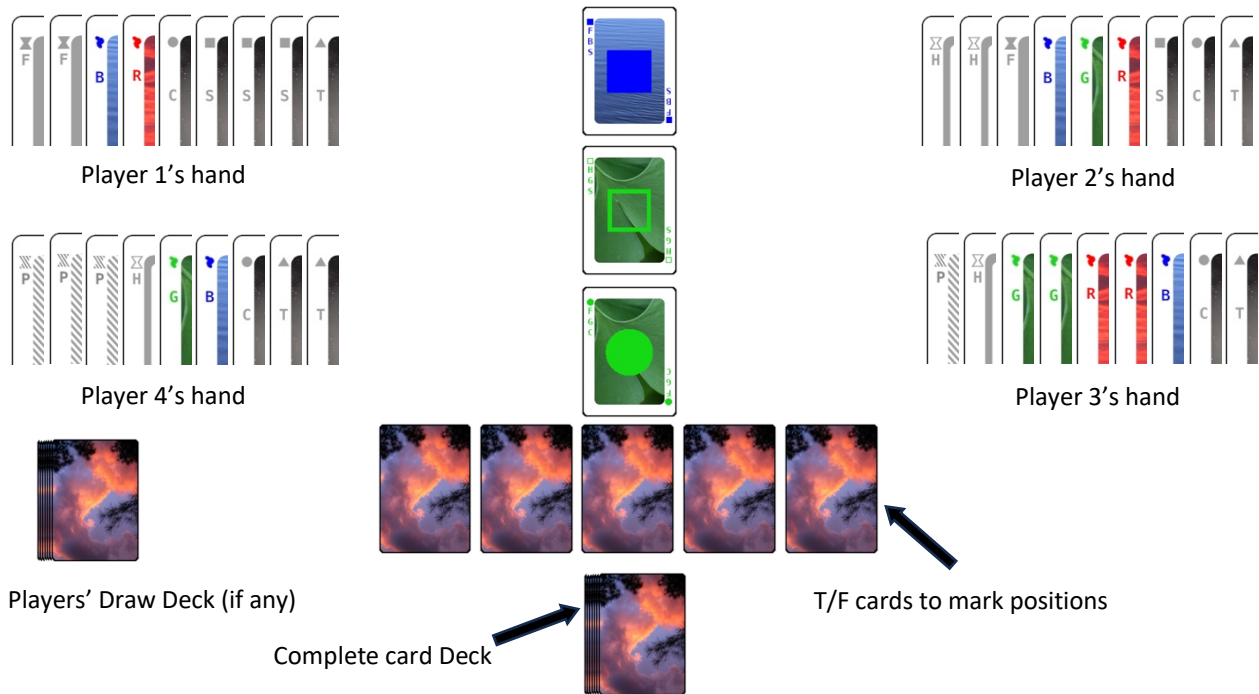 F F B R C S S S T
Player 1's hand
F
B
S
F
B
S
H H F B G R S C T
Player 2's hand
H
G
S
H
G
S
P P P H G B C T T
Player 4's hand
F
G
C
F
G
C
P H G G R R B C T
Player 3's hand
Players' Draw Deck (if any)
Complete card Deck
T/F cards to mark positions